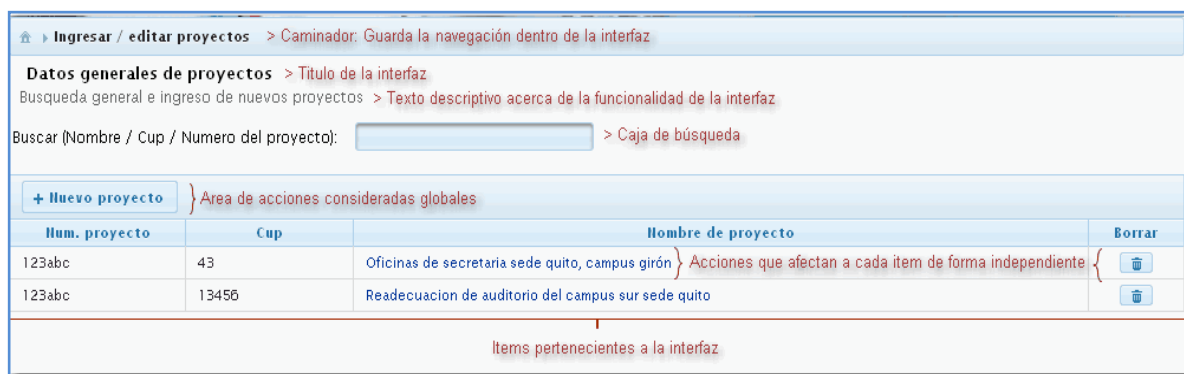 Ingresar / editar proyectos > Caminador: Guarda la navegación dentro de la interfaz
Datos generales de proyectos > Titulo de la interfaz
Busqueda general e ingreso de nuevos proyectos > Texto descriptivo acerca de la funcionalidad de la interfaz
Buscar (Nombre / Cup / Numero del proyecto): > Caja de búsqueda
+ Nuevo proyecto } Area de acciones consideradas globales
Num. proyecto Cup Nombre de proyecto Borrar
123abc 43 Oficinas de secretaria sede quito, campus girón } Acciones que afectan a cada item de forma independiente {
123abc 13456 Readecuacion de auditorio del campus sur sede quito
Items pertenecientes a la interfaz